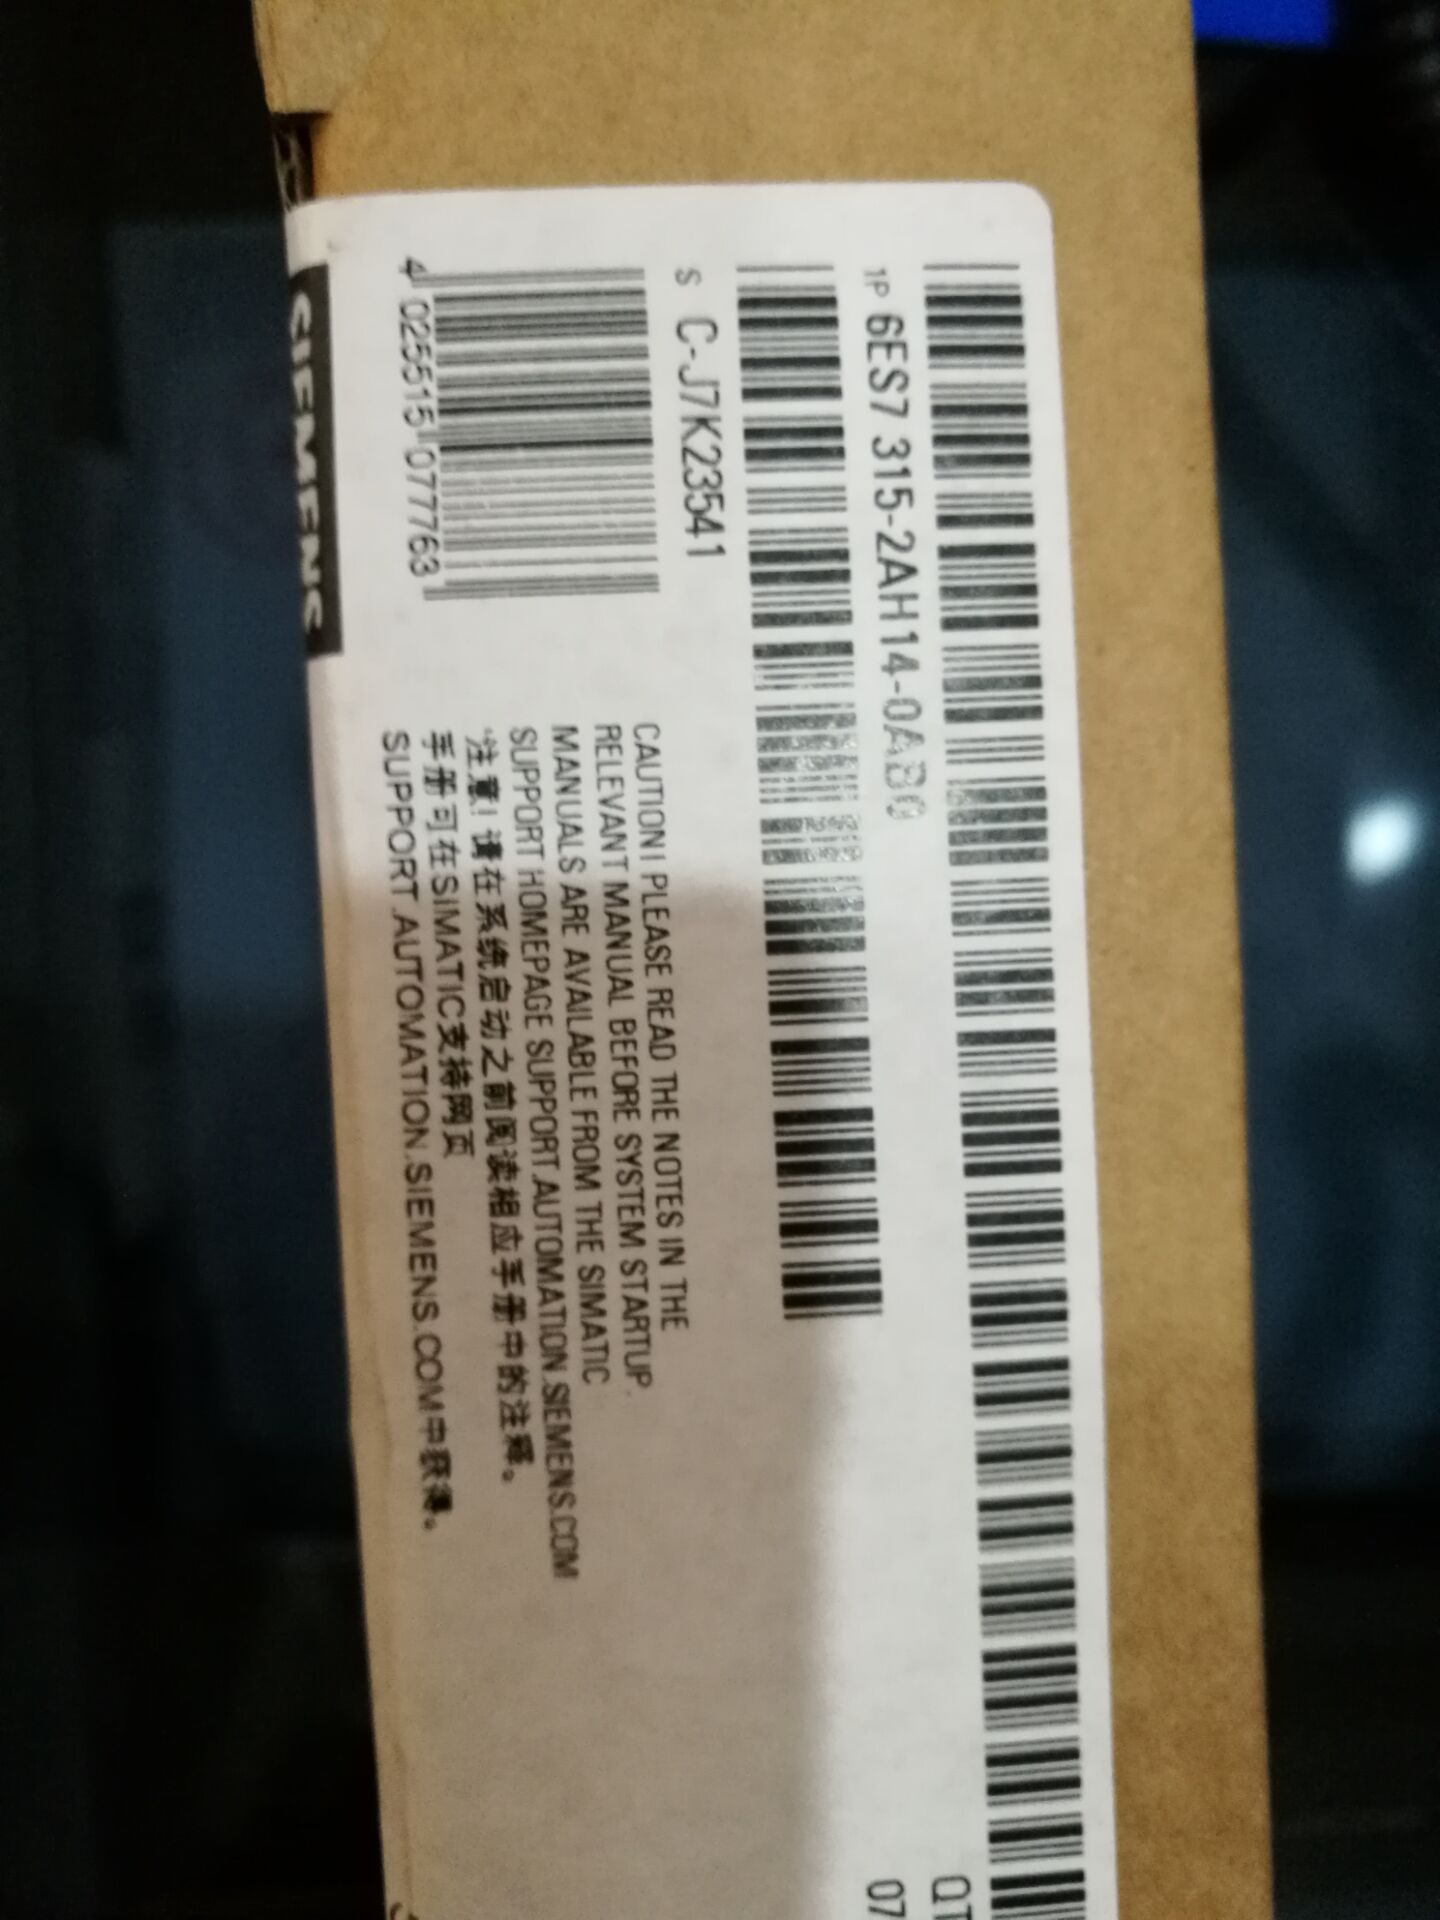 1P 6ES7 315-2AH14-0AB0
QT
07
S C-J7K23541
CAUTION! PLEASE READ THE NOTES IN THE
RELEVANT MANUAL BEFORE SYSTEM STARTUP.
MANUALS ARE AVAILABLE FROM THE SIMATIC
SUPPORT HOMEPAGE SUPPORT.AUTOMATION.SIEMENS.COM
注意！请在系统启动之前阅读相应手册中的注释。
手册可在SIMATIC支持网页
SUPPORT.AUTOMATION.SIEMENS.COM中获得。
4 025515 077763
SIEMENS